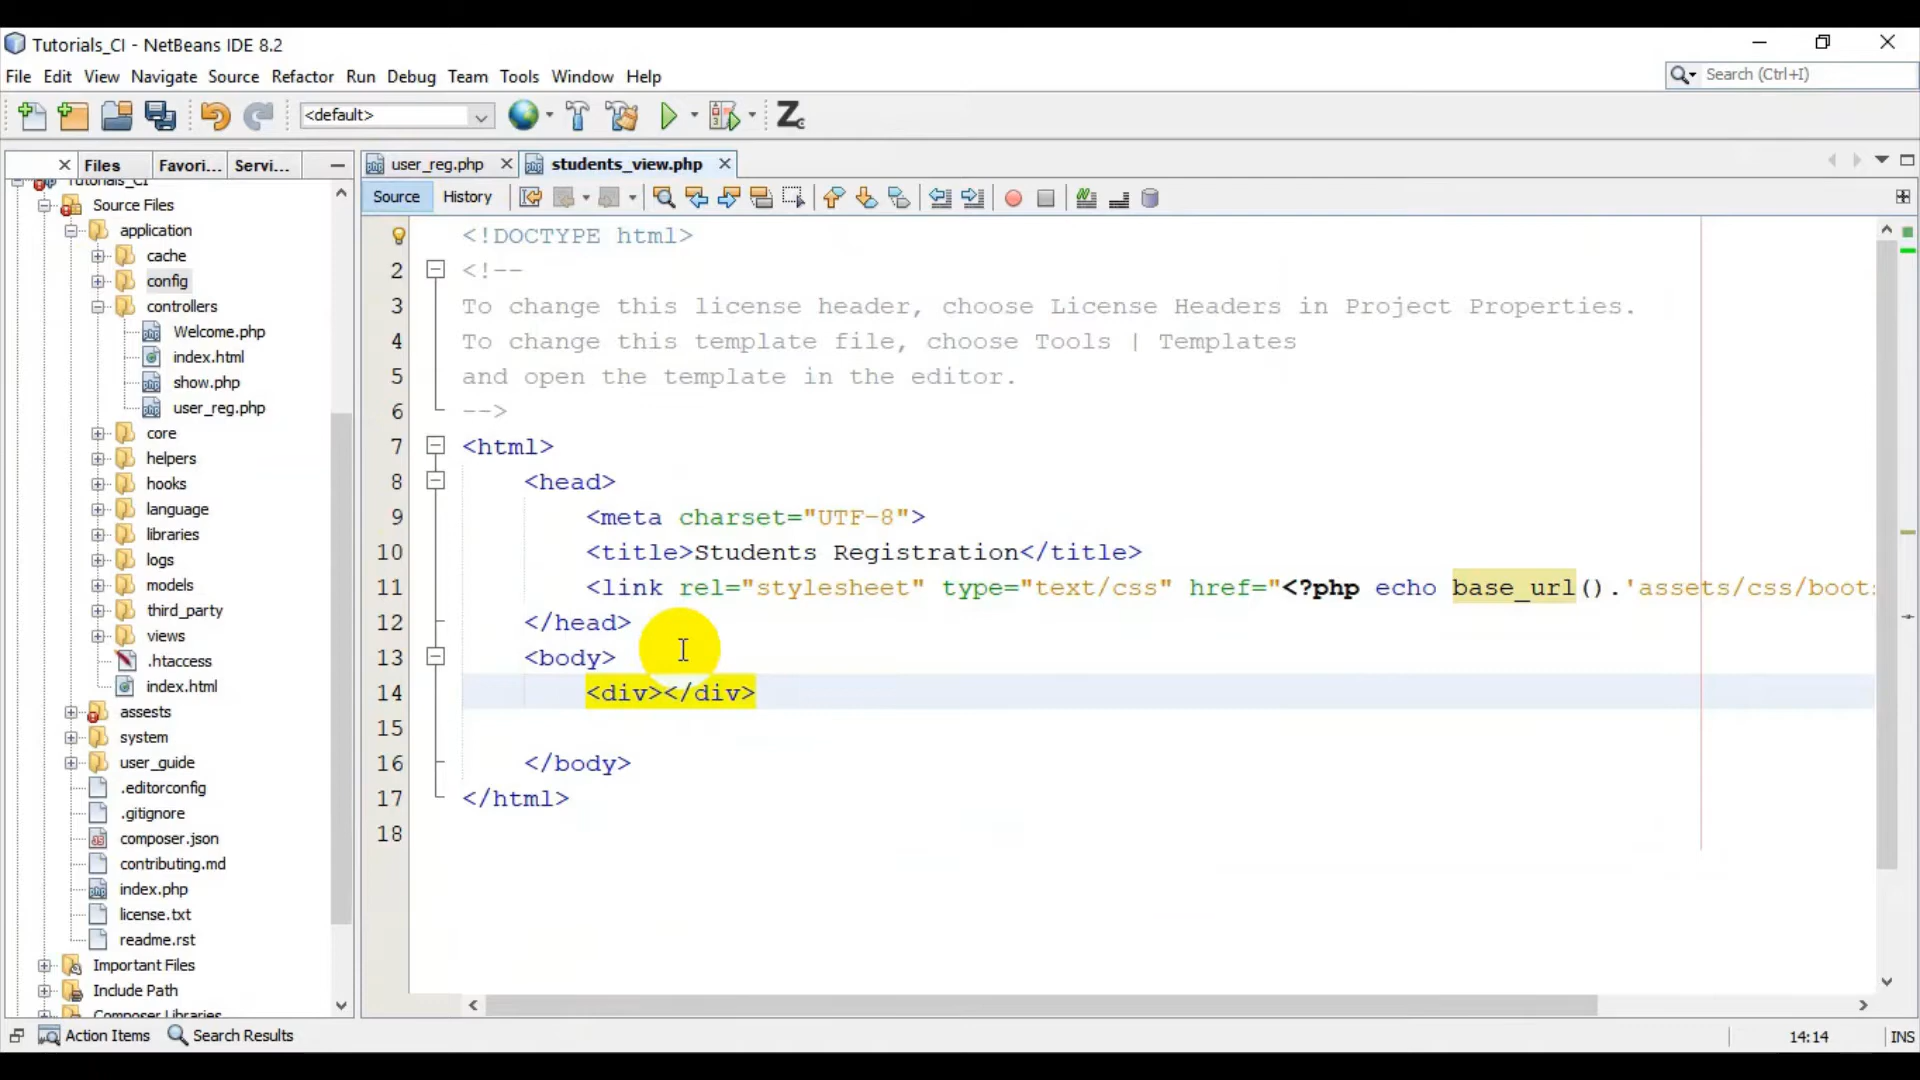 Tutorials_CI - NetBeans IDE 8.2
File Edit View Navigate Source Refactor Run Debug Team Tools Window Help
Search (Ctrl+I)
<default>
Files Favori... Servi...
user_reg.php students_view.php
Source History
Tutorials_CI
Source Files
application
cache
config
controllers
Welcome.php
index.html
show.php
user_reg.php
core
helpers
hooks
language
libraries
logs
models
third_party
views
.htaccess
index.html
assests
system
user_guide
.editorconfig
.gitignore
composer.json
contributing.md
index.php
license.txt
readme.rst
Important Files
Include Path
Composer Libraries
<!DOCTYPE html>
2 <!--
3 To change this license header, choose License Headers in Project Properties.
4 To change this template file, choose Tools | Templates
5 and open the template in the editor.
6 -->
7 <html>
8 <head>
9 <meta charset="UTF-8">
10 <title>Students Registration</title>
11 <link rel="stylesheet" type="text/css" href="<?php echo base_url().'assets/css/boots
12 </head>
13 <body>
14 <div></div>
15
16 </body>
17 </html>
18
Action Items Search Results
14:14 INS